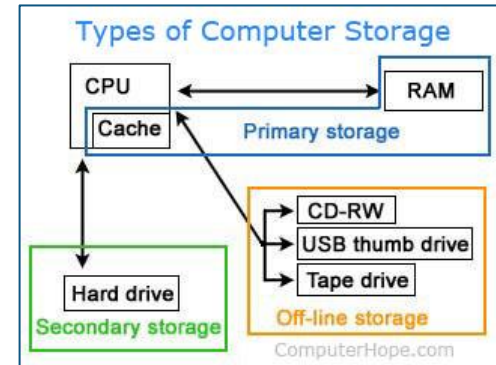 Types of Computer Storage
CPU
RAM
Cache
Primary storage
CD-RW
USB thumb drive
Hard drive
Tape drive
Secondary storage
Off-line storage
ComputerHope.com